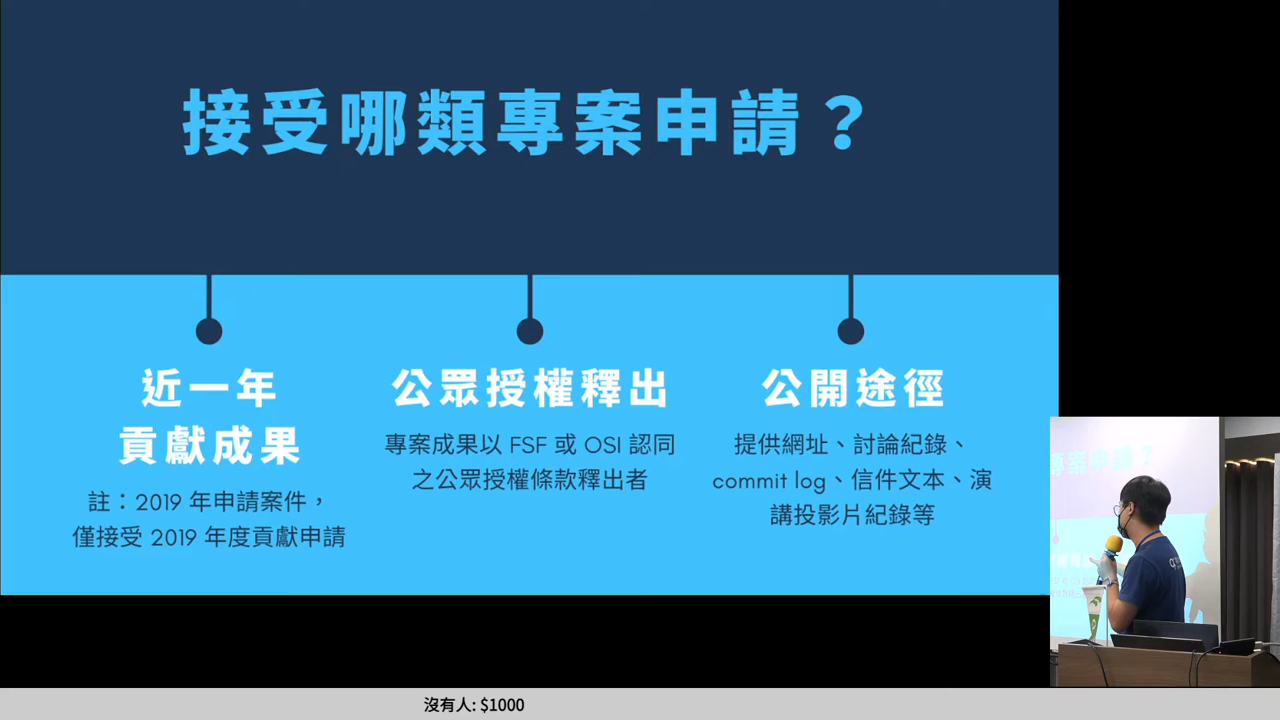 接受哪類專案申請？
近一年
貢獻成果
註：2019 年申請案件，
僅接受 2019 年度貢獻申請
公眾授權釋出
專案成果以 FSF 或 OSI 認同
之公眾授權條款釋出者
公開途徑
提供網址、討論紀錄、
commit log、信件文本、演
講投影片紀錄等
專案申請？
沒有人: $1000